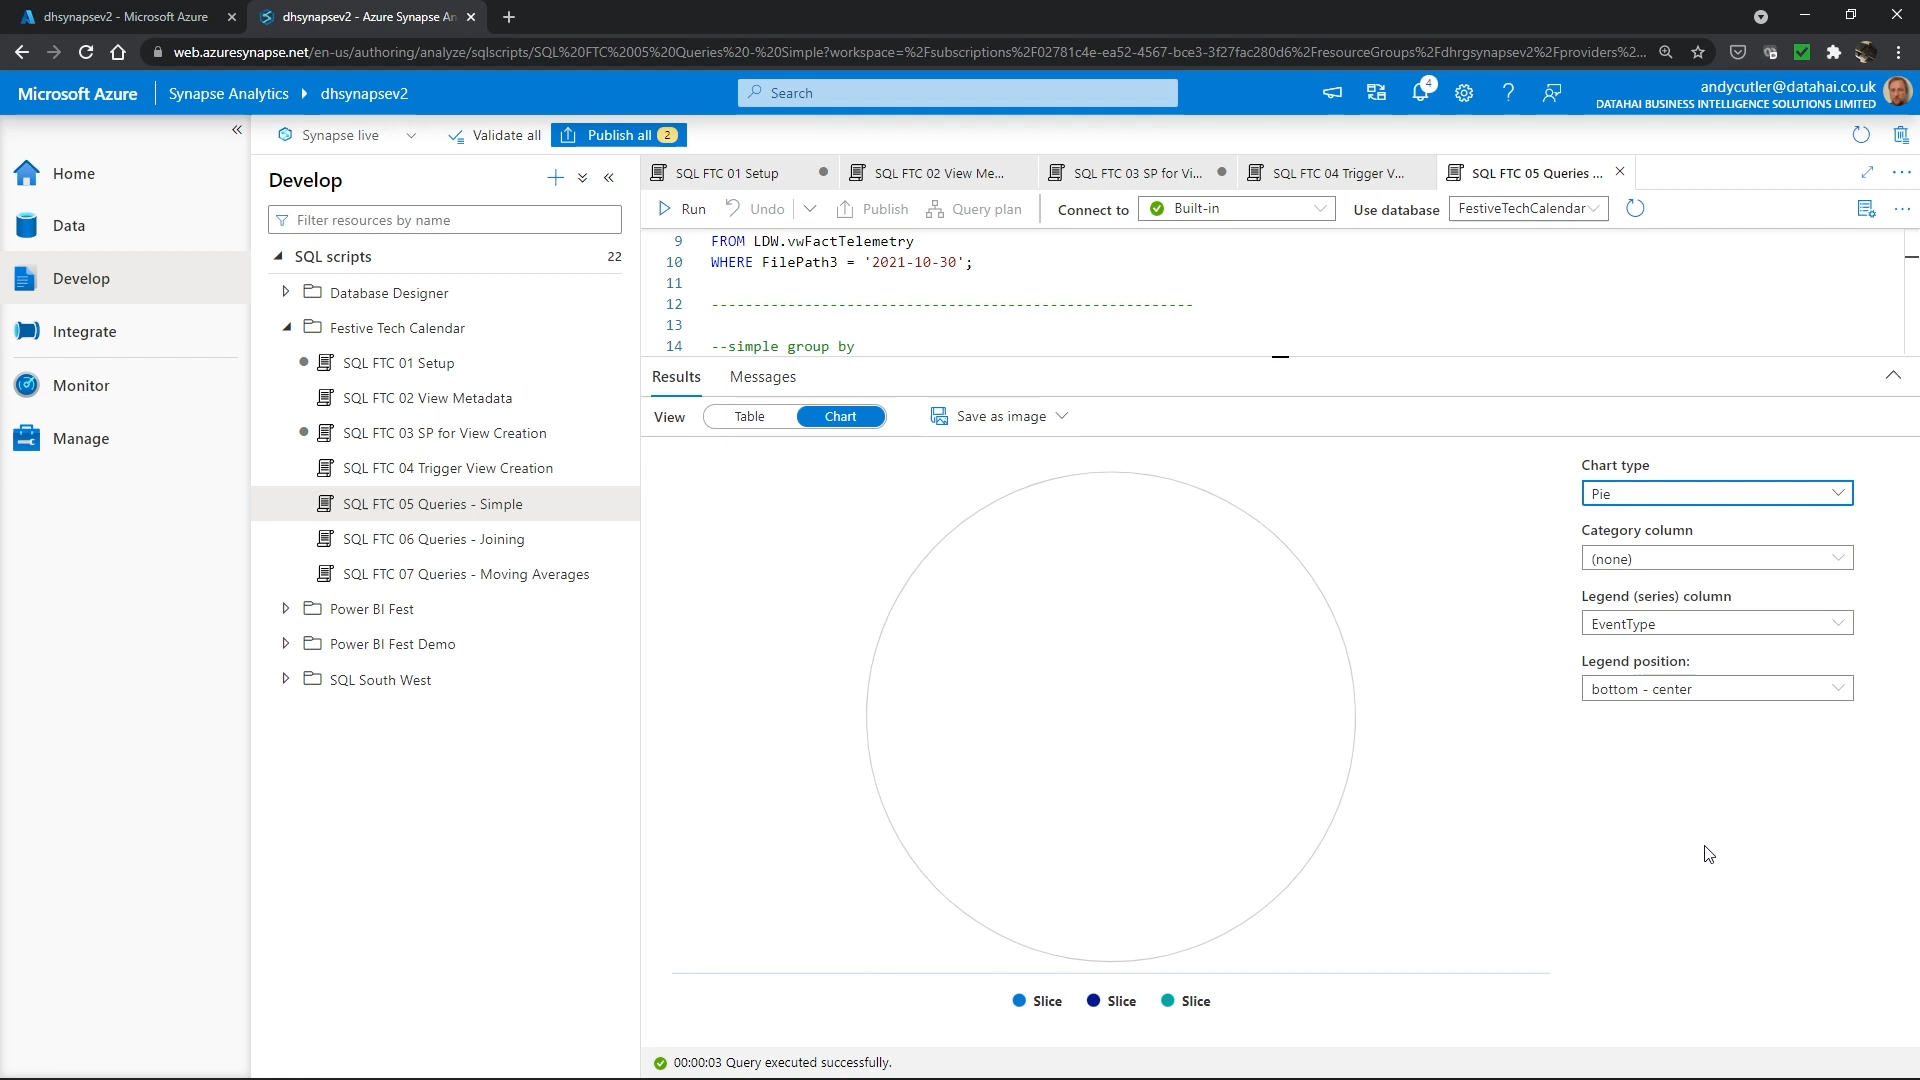 dhsynapsev2 - Microsoft Azure
dhsynapsev2 - Azure Synapse An
web.azuresynapse.net/en-us/authoring/analyze/sqlscripts/SQL%20FTC%2005%20Queries%20-%20Simple?workspace=%2Fsubscriptions%2F02781c4e-ea52-4567-bce3-3f27fac280d6%2FresourceGroups%2Fdhrgsynapsev2%2Fproviders%2...
Microsoft Azure
Synapse Analytics
dhsynapsev2
Search
4
andycutler@datahai.co.uk
DATAHAI BUSINESS INTELLIGENCE SOLUTIONS LIMITED
Synapse live
Validate all
Publish all 2
Home
Data
Develop
Integrate
Monitor
Manage
Develop
Filter resources by name
SQL scripts 22
Database Designer
Festive Tech Calendar
SQL FTC 01 Setup
SQL FTC 02 View Metadata
SQL FTC 03 SP for View Creation
SQL FTC 04 Trigger View Creation
SQL FTC 05 Queries - Simple
SQL FTC 06 Queries - Joining
SQL FTC 07 Queries - Moving Averages
Power BI Fest
Power BI Fest Demo
SQL South West
SQL FTC 01 Setup
SQL FTC 02 View Me...
SQL FTC 03 SP for Vi...
SQL FTC 04 Trigger V...
SQL FTC 05 Queries ...
Run
Undo
Publish
Query plan
Connect to
Built-in
Use database
FestiveTechCalendar
9 FROM LDW.vwFactTelemetry
10 WHERE FilePath3 = '2021-10-30';
11
12 ---------------------------------------------------------
13
14 --simple group by
Results
Messages
View
Table
Chart
Save as image
Chart type
Pie
Category column
(none)
Legend (series) column
EventType
Legend position:
bottom - center
Slice
Slice
Slice
00:00:03 Query executed successfully.